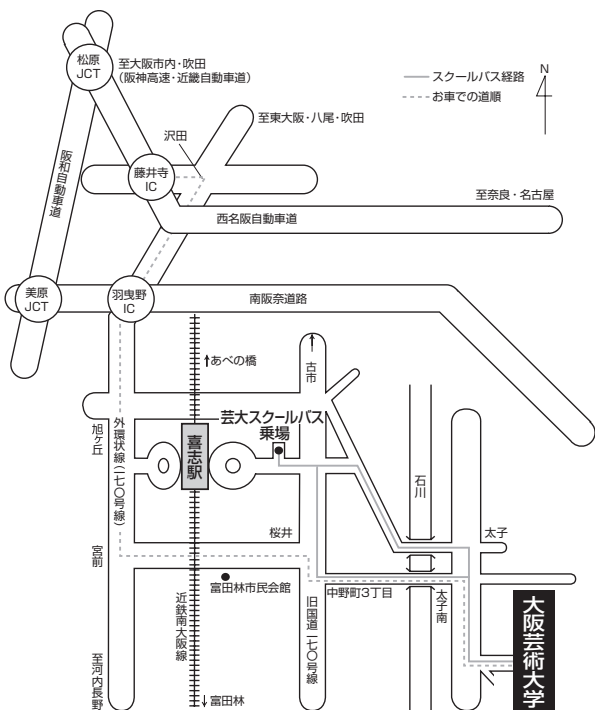 松原
JCT
至大阪市内・吹田
(阪神高速・近畿自動車道)
スクールバス経路
お車での道順
N
至東大阪・八尾・吹田
沢田
藤井寺
IC
阪和自動車道
至奈良・名古屋
西名阪自動車道
美原
JCT
羽曳野
IC
南阪奈道路
↑あべの橋
古市
芸大スクールバス
乗場
旭ヶ丘
外環状線(一七〇号線)
喜志駅
石川
桜井
太子
宮前
富田林市民会館
中野町3丁目
太子南
近鉄南大阪線
旧国道一七〇号線
大阪芸術大学
至河内長野
↓富田林